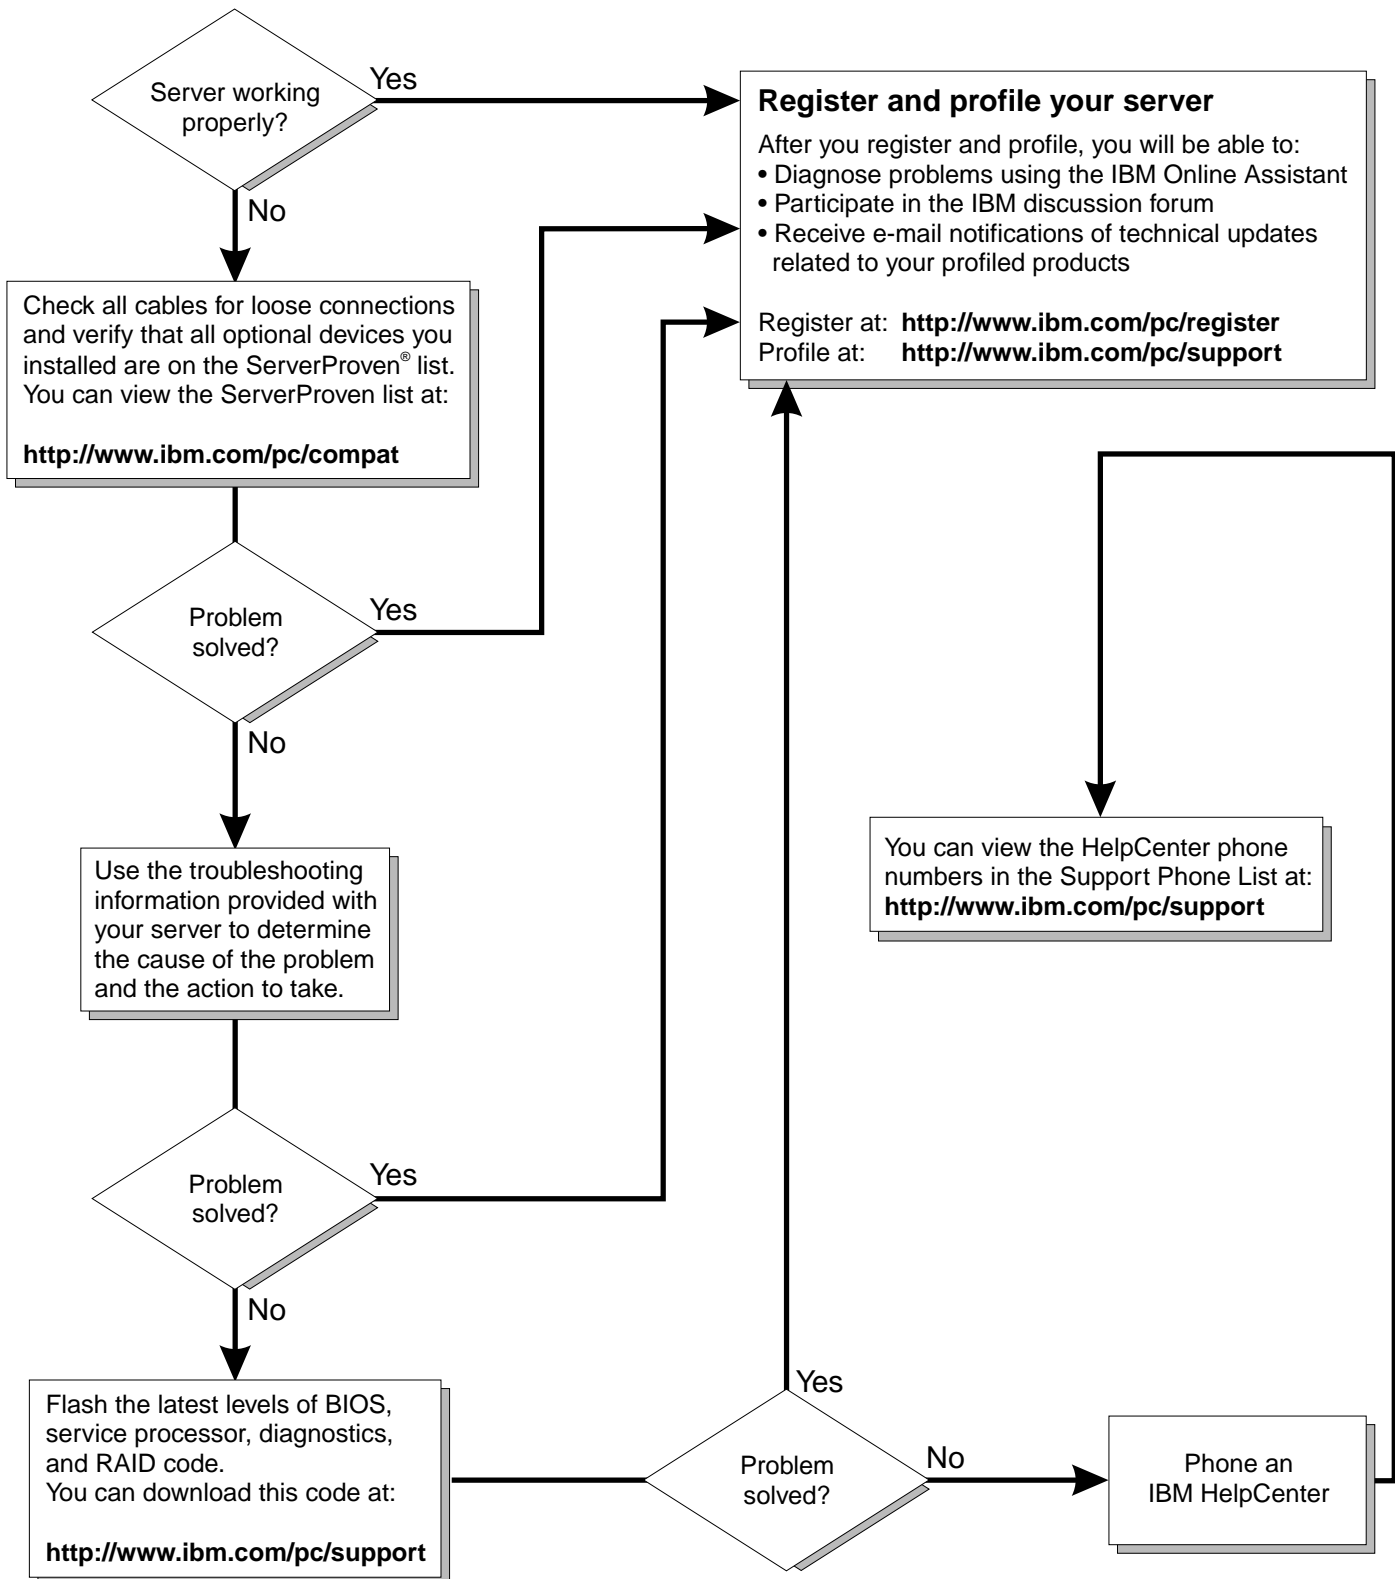 Server working
properly?
Yes
No
Register and profile your server
After you register and profile, you will be able to:
• Diagnose problems using the IBM Online Assistant
• Participate in the IBM discussion forum
• Receive e-mail notifications of technical updates
related to your profiled products
Register at: http://www.ibm.com/pc/register
Profile at: http://www.ibm.com/pc/support
Check all cables for loose connections
and verify that all optional devices you
installed are on the ServerProven® list.
You can view the ServerProven list at:
http://www.ibm.com/pc/compat
Problem
solved?
Yes
No
Use the troubleshooting
information provided with
your server to determine
the cause of the problem
and the action to take.
You can view the HelpCenter phone
numbers in the Support Phone List at:
http://www.ibm.com/pc/support
Problem
solved?
Yes
No
Flash the latest levels of BIOS,
service processor, diagnostics,
and RAID code.
You can download this code at:
http://www.ibm.com/pc/support
Problem
solved?
Yes
No
Phone an
IBM HelpCenter